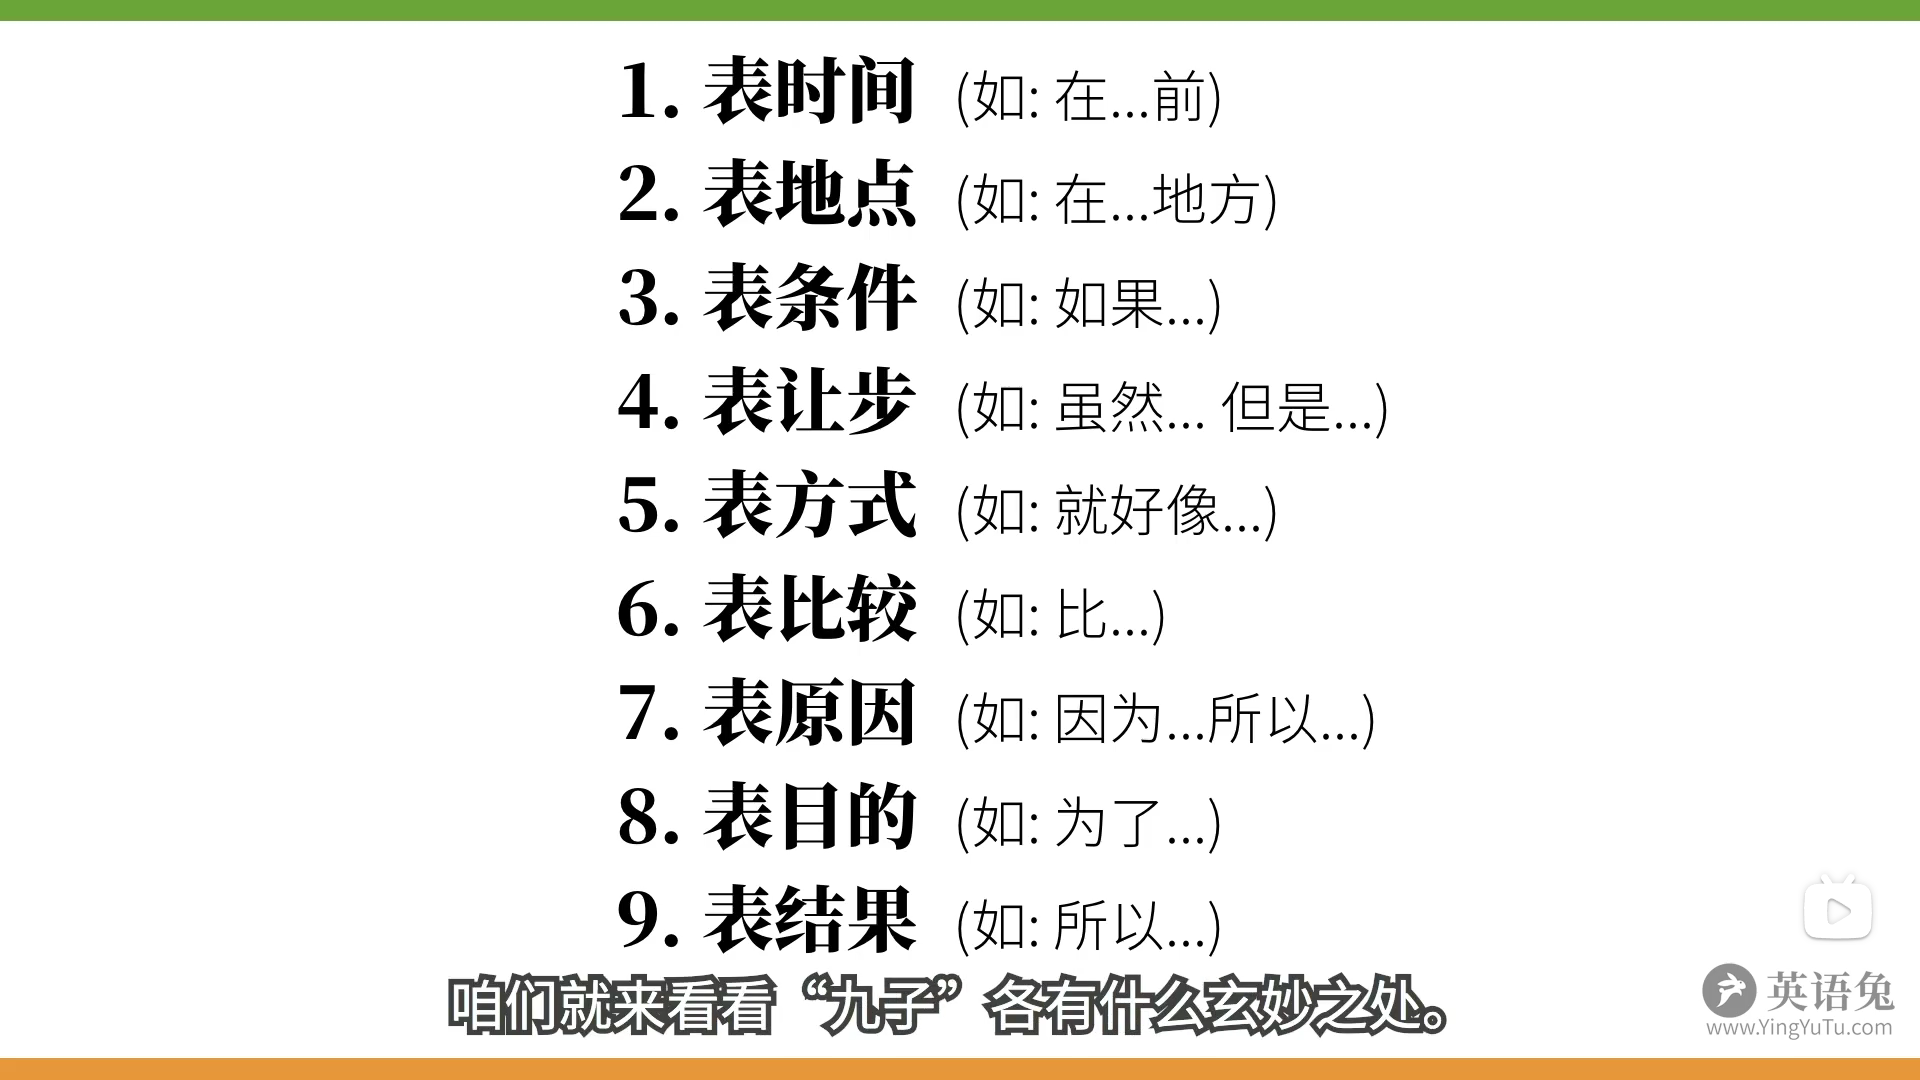 1. 表时间 (如: 在...前)
2. 表地点 (如: 在...地方)
3. 表条件 (如: 如果...)
4. 表让步 (如: 虽然... 但是...)
5. 表方式 (如: 就好像...)
6. 表比较 (如: 比...)
7. 表原因 (如: 因为...所以...)
8. 表目的 (如: 为了...)
9. 表结果 (如: 所以...)
咱们就来看看“九子”各有什么玄妙之处。
英语兔
www.YingYuTu.com